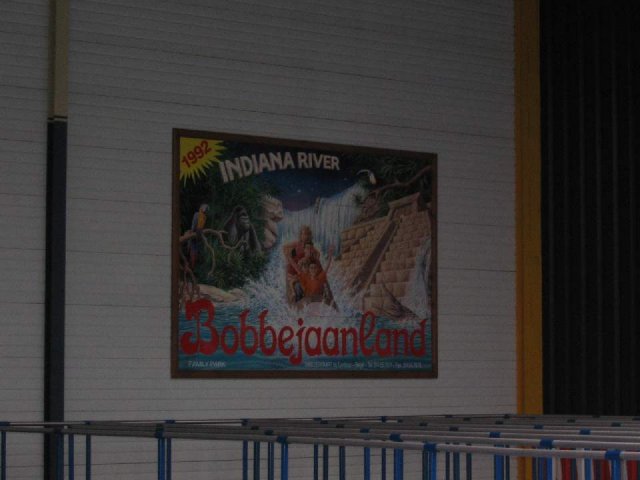 1992
INDIANA RIVER
Bobbejaanland
FAMILY PARK